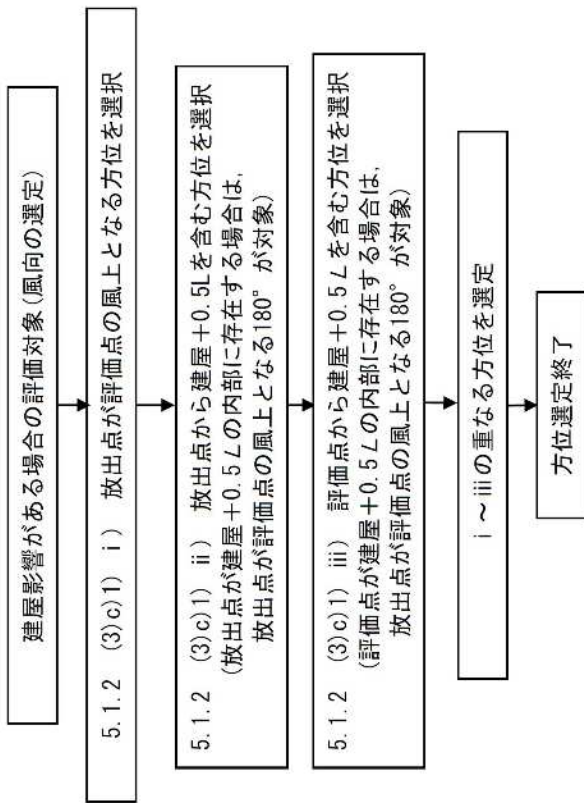 建屋影響がある場合の評価対象(風向の選定)
5.1.2 (3)c)1) i) 放出点が評価点の風上となる方位を選択
5.1.2 (3)c)1) ii) 放出点から建屋+0.5Lを含む方位を選択
(放出点が建屋+0.5Lの内部に存在する場合は,
放出点が評価点の風上となる180°が対象)
5.1.2 (3)c)1) iii) 評価点から建屋+0.5Lを含む方位を選択
(評価点が建屋+0.5Lの内部に存在する場合は,
放出点が評価点の風上となる180°が対象)
i~iiiの重なる方位を選定
方位選定終了